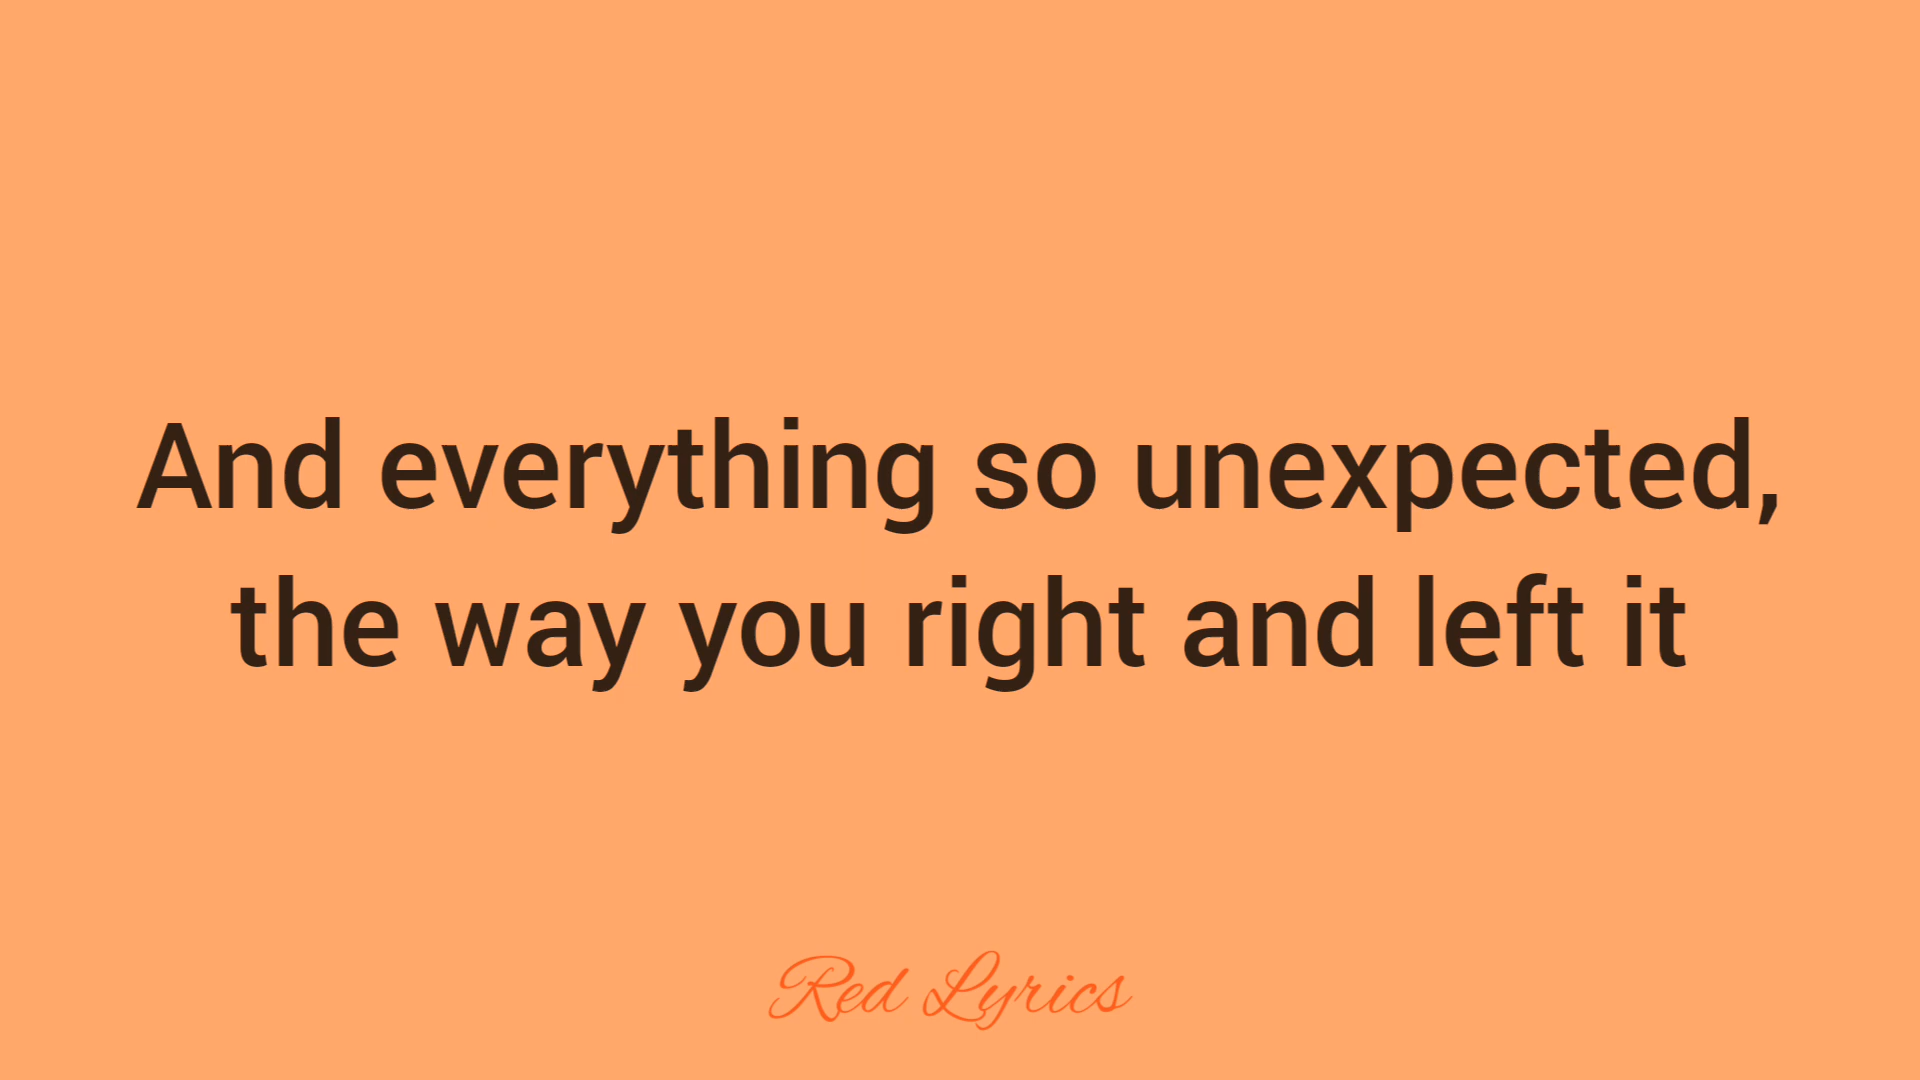 And everything so unexpected,
the way you right and left it
Red Lyrics